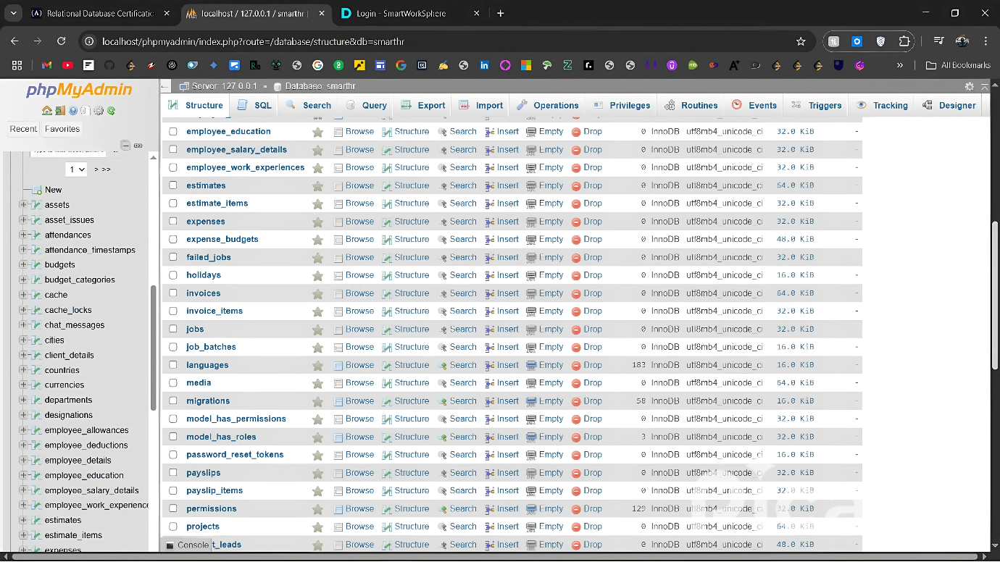 Relational Database Certificatio
localhost / 127.0.0.1 / smarthr
Login - SmartWorkSphere
localhost/phpmyadmin/index.php?route=/database/structure&db=smarthr
All Bookmarks
phpMyAdmin
Server: 127.0.0.1 » Database: smarthr
Structure SQL Search Query Export Import Operations Privileges Routines Events Triggers Tracking Designer
Recent Favorites
1 > >>
New
assets
asset_issues
attendances
attendance_timestamps
budgets
budget_categories
cache
cache_locks
chat_messages
cities
client_details
countries
currencies
departments
designations
employee_allowances
employee_deductions
employee_details
employee_education
employee_salary_details
employee_work_experience
estimates
estimate_items
expenses
employee_education Browse Structure Search Insert Empty Drop 0 InnoDB utf8mb4_unicode_ci 32.0 KiB -
employee_salary_details Browse Structure Search Insert Empty Drop 0 InnoDB utf8mb4_unicode_ci 32.0 KiB -
employee_work_experiences Browse Structure Search Insert Empty Drop 0 InnoDB utf8mb4_unicode_ci 32.0 KiB -
estimates Browse Structure Search Insert Empty Drop 0 InnoDB utf8mb4_unicode_ci 64.0 KiB -
estimate_items Browse Structure Search Insert Empty Drop 0 InnoDB utf8mb4_unicode_ci 32.0 KiB -
expenses Browse Structure Search Insert Empty Drop 0 InnoDB utf8mb4_unicode_ci 32.0 KiB -
expense_budgets Browse Structure Search Insert Empty Drop 0 InnoDB utf8mb4_unicode_ci 48.0 KiB -
failed_jobs Browse Structure Search Insert Empty Drop 0 InnoDB utf8mb4_unicode_ci 32.0 KiB -
holidays Browse Structure Search Insert Empty Drop 0 InnoDB utf8mb4_unicode_ci 16.0 KiB -
invoices Browse Structure Search Insert Empty Drop 0 InnoDB utf8mb4_unicode_ci 64.0 KiB -
invoice_items Browse Structure Search Insert Empty Drop 0 InnoDB utf8mb4_unicode_ci 32.0 KiB -
jobs Browse Structure Search Insert Empty Drop 0 InnoDB utf8mb4_unicode_ci 32.0 KiB -
job_batches Browse Structure Search Insert Empty Drop 0 InnoDB utf8mb4_unicode_ci 16.0 KiB -
languages Browse Structure Search Insert Empty Drop 183 InnoDB utf8mb4_unicode_ci 16.0 KiB -
media Browse Structure Search Insert Empty Drop 0 InnoDB utf8mb4_unicode_ci 64.0 KiB -
migrations Browse Structure Search Insert Empty Drop 58 InnoDB utf8mb4_unicode_ci 16.0 KiB -
model_has_permissions Browse Structure Search Insert Empty Drop 0 InnoDB utf8mb4_unicode_ci 32.0 KiB -
model_has_roles Browse Structure Search Insert Empty Drop 3 InnoDB utf8mb4_unicode_ci 32.0 KiB -
password_reset_tokens Browse Structure Search Insert Empty Drop 0 InnoDB utf8mb4_unicode_ci 16.0 KiB -
payslips Browse Structure Search Insert Empty Drop 0 InnoDB utf8mb4_unicode_ci 32.0 KiB -
payslip_items Browse Structure Search Insert Empty Drop 0 InnoDB utf8mb4_unicode_ci 32.0 KiB -
permissions Browse Structure Search Insert Empty Drop 129 InnoDB utf8mb4_unicode_ci 32.0 KiB -
projects Browse Structure Search Insert Empty Drop 0 InnoDB utf8mb4_unicode_ci 64.0 KiB -
Console t_leads Browse Structure Search Insert Empty Drop 0 InnoDB utf8mb4_unicode_ci 48.0 KiB -